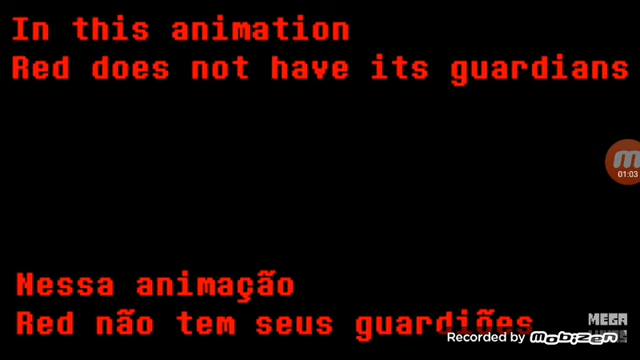 In this animation
Red does not have its guardians
01:03
Nessa animação
Red não tem seus guardiões
MEGA
Recorded by mobizen